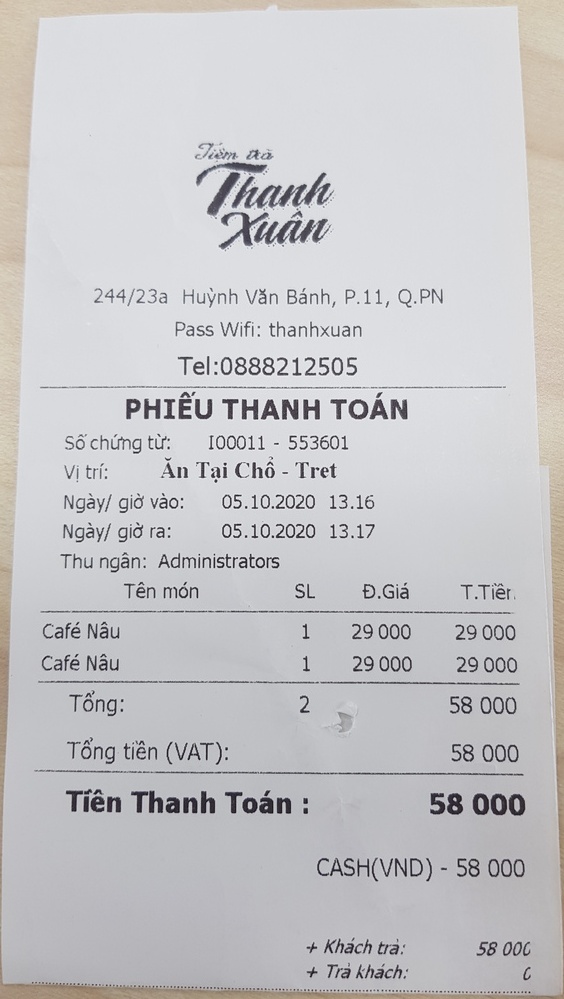 Tiệm trà
Thanh
Xuân
244/23a Huỳnh Văn Bánh, P.11, Q.PN
Pass Wifi: thanhxuan
Tel:0888212505
PHIẾU THANH TOÁN
Số chứng từ: I00011 - 553601
Vị trí: Ăn Tại Chổ - Tret
Ngày/ giờ vào: 05.10.2020 13.16
Ngày/ giờ ra: 05.10.2020 13.17
Thu ngân: Administrators
Tên món SL Đ.Giá T.Tiền
Café Nâu 1 29 000 29 000
Café Nâu 1 29 000 29 000
Tổng: 2 58 000
Tổng tiền (VAT): 58 000
Tiền Thanh Toán : 58 000
CASH(VND) - 58 000
+ Khách trả: 58 000
+ Trả khách: 0